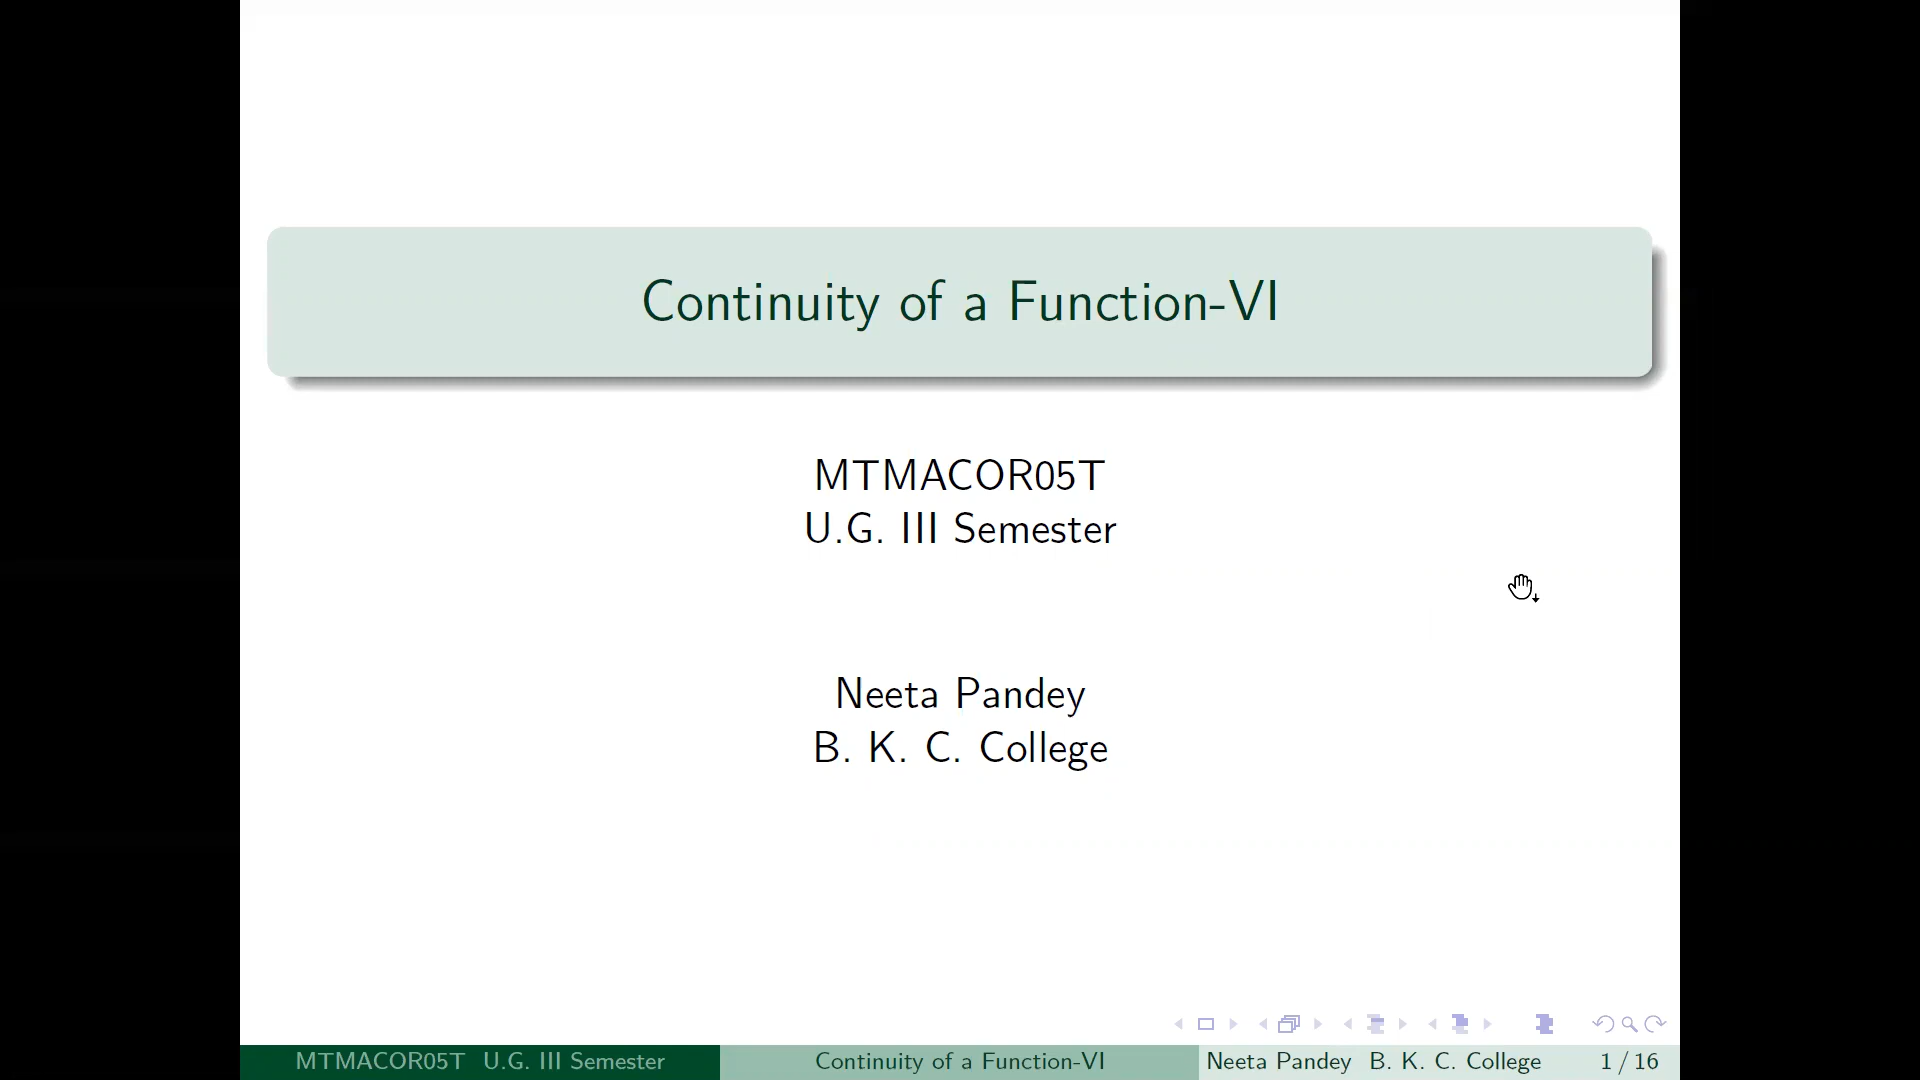 Continuity of a Function-VI
MTMACOR05T
U.G. III Semester
Neeta Pandey
B. K. C. College
MTMACOR05T U.G. III Semester Continuity of a Function-VI Neeta Pandey B. K. C. College 1 / 16